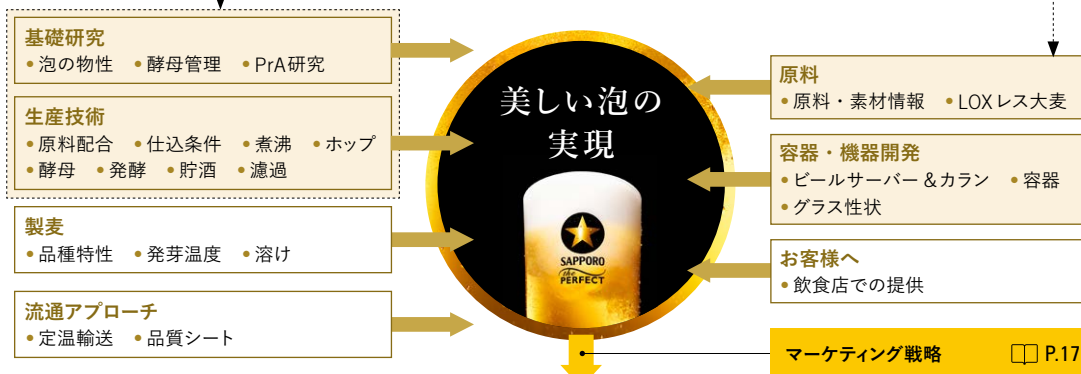 基礎研究
• 泡の物性 • 酵母管理 • PrA研究
生産技術
• 原料配合 • 仕込条件 • 煮沸 • ホップ
• 酵母 • 発酵 • 貯酒 • 濾過
製麦
• 品種特性 • 発芽温度 • 溶け
流通アプローチ
• 定温輸送 • 品質シート
美しい泡の
実現
SAPPORO
the
PERFECT
原料
• 原料・素材情報 • LOXレス大麦
容器・機器開発
• ビールサーバー&カラン • 容器
• グラス性状
お客様へ
• 飲食店での提供
マーケティング戦略 P.17